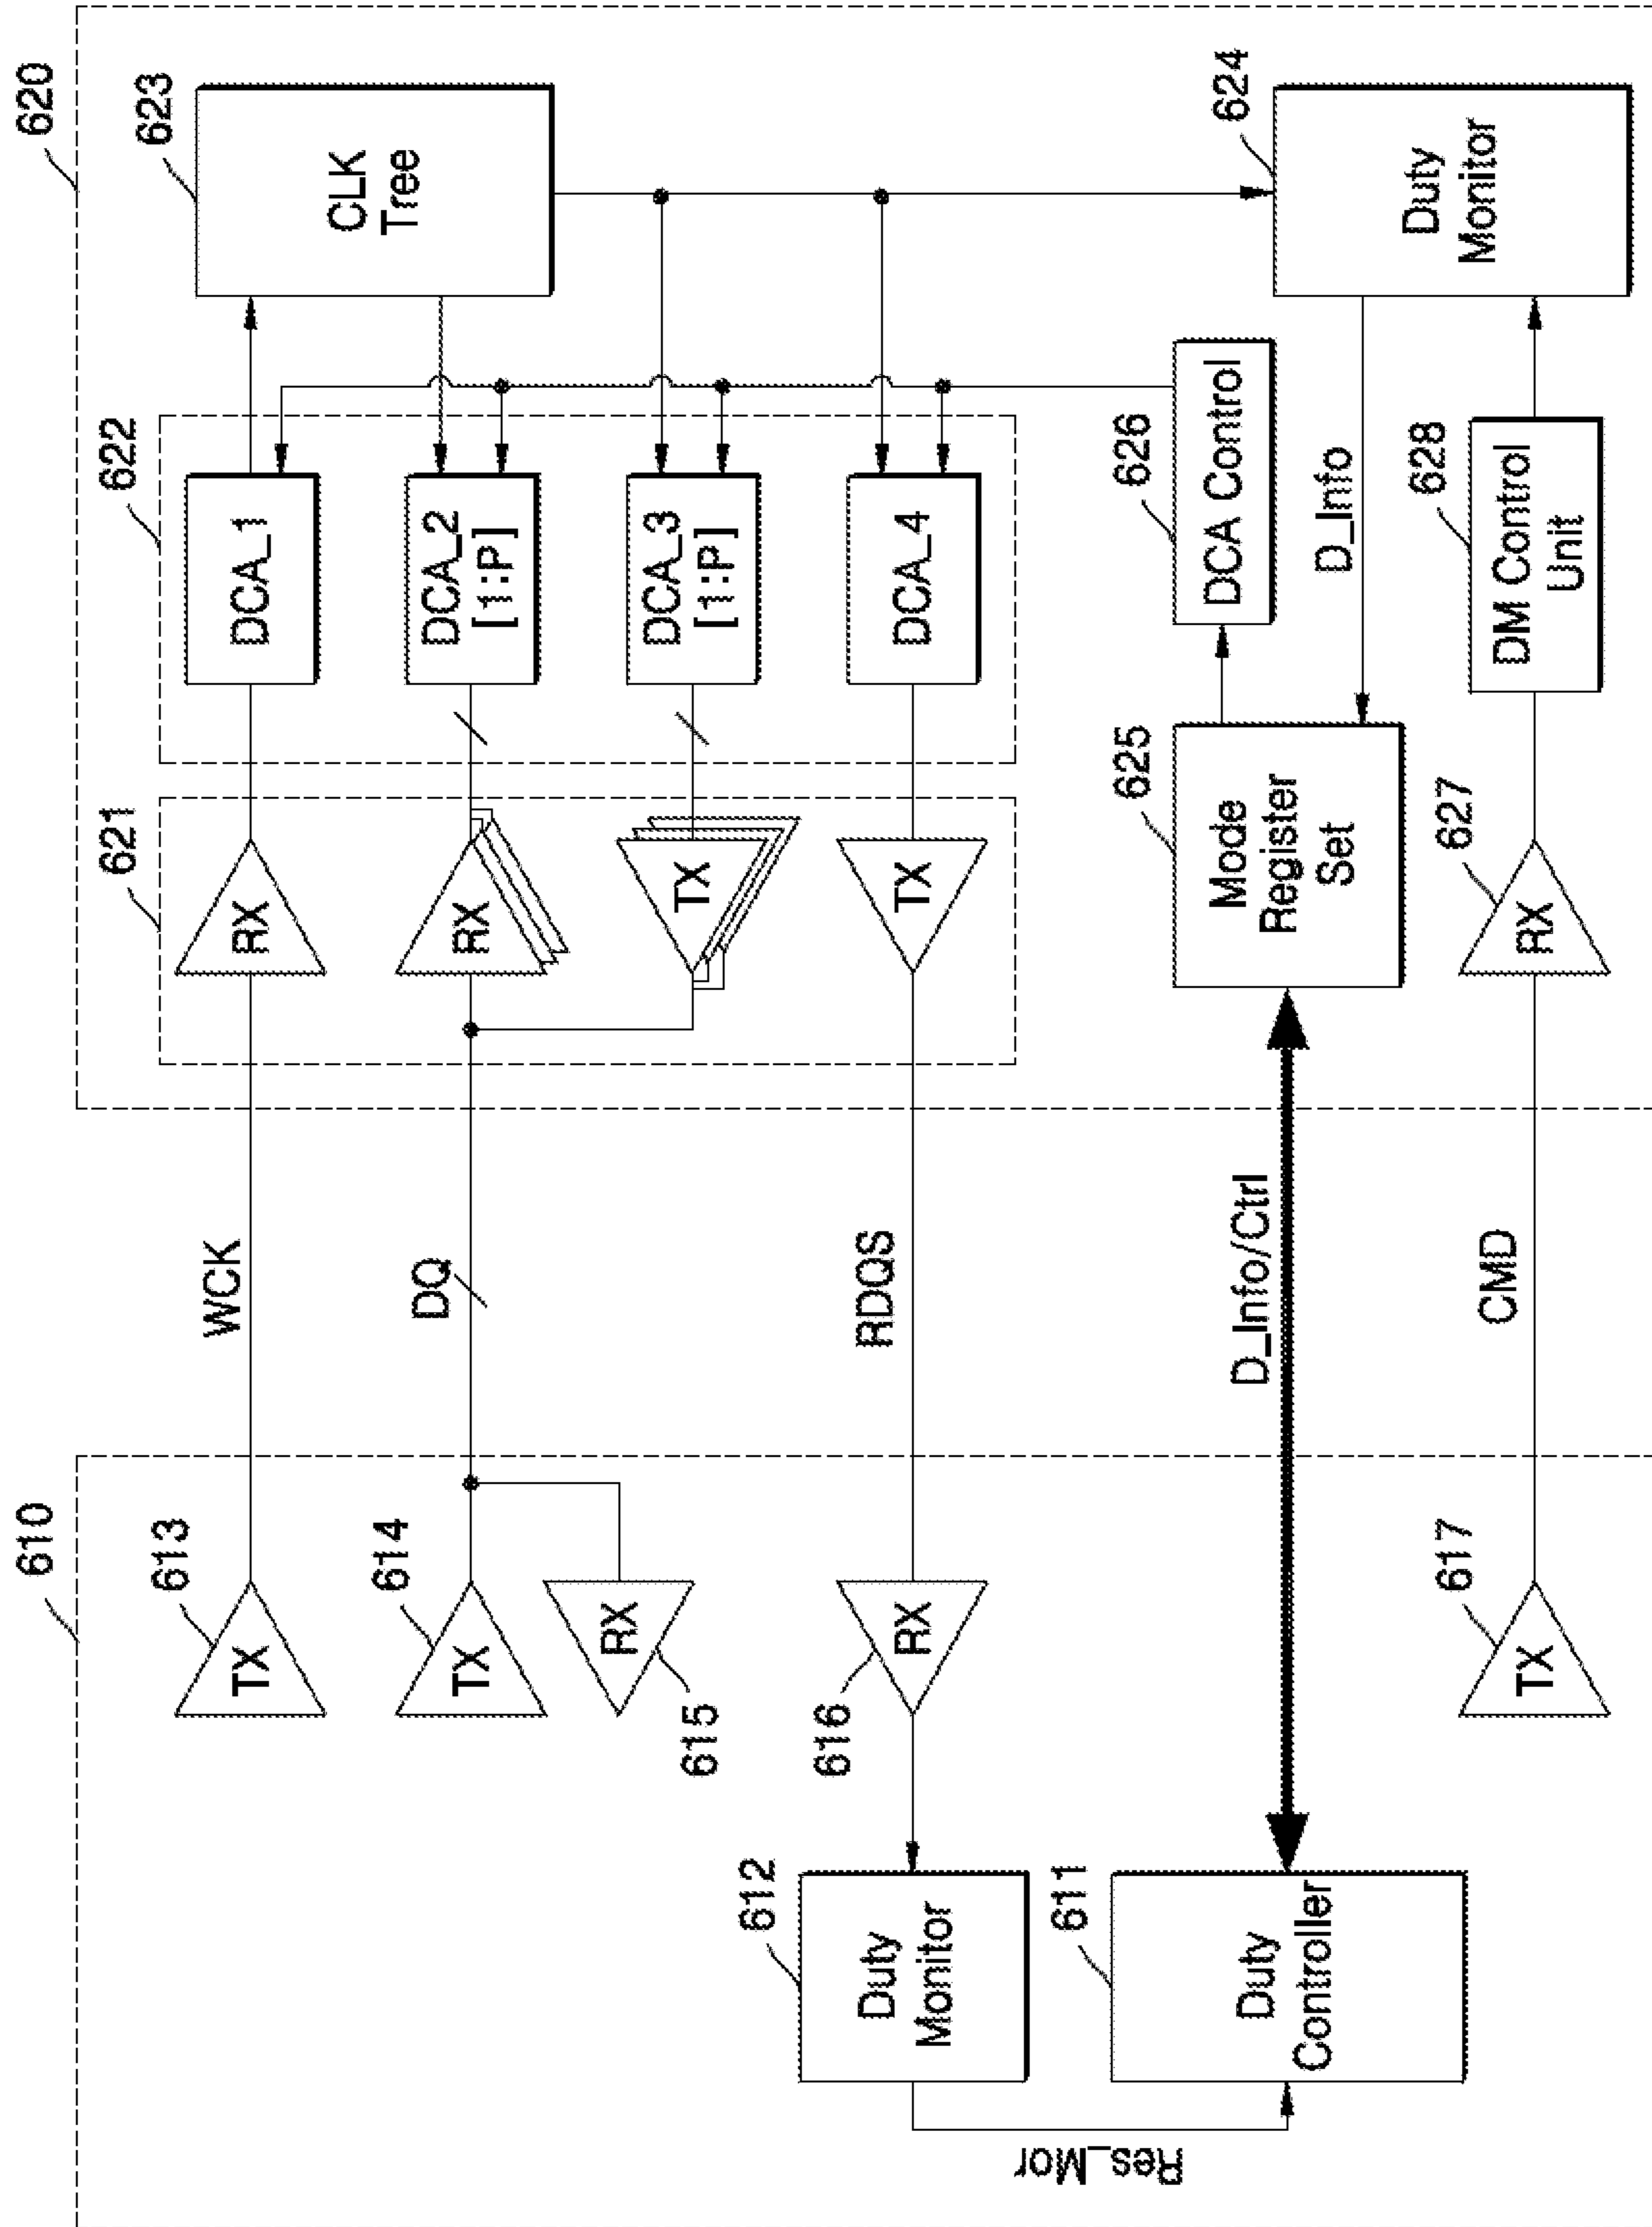 610
620
TX
613
WCK
RX
621
DCA_1
622
CLK
Tree
623
TX
614
DQ
RX
DCA_2
[1:P]
RX
615
TX
DCA_3
[1:P]
RX
616
RDQS
TX
DCA_4
Duty
Monitor
612
Res_Mor
Duty
Controller
611
D_Info/Ctrl
Mode
Register
Set
625
DCA Control
626
D_Info
Duty
Monitor
624
TX
617
CMD
RX
627
DM Control
Unit
628